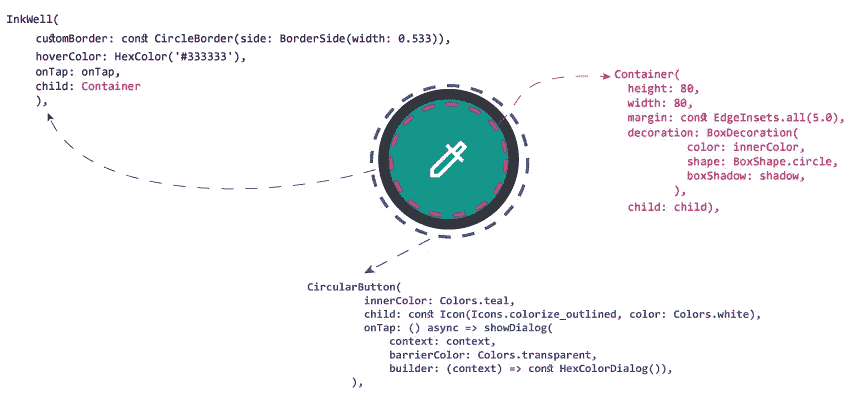 InkWell(
customBorder: const CircleBorder(side: BorderSide(width: 0.533)),
hoverColor: HexColor('#333333'),
onTap: onTap,
child: Container
),
Container(
height: 80,
width: 80,
margin: const EdgeInsets.all(5.0),
decoration: BoxDecoration(
color: innerColor,
shape: BoxShape.circle,
boxShadow: shadow,
),
child: child),
CircularButton(
innerColor: Colors.teal,
child: const Icon(Icons.colorize_outlined, color: Colors.white),
onTap: () async => showDialog(
context: context,
barrierColor: Colors.transparent,
builder: (context) => const HexColorDialog()),
),